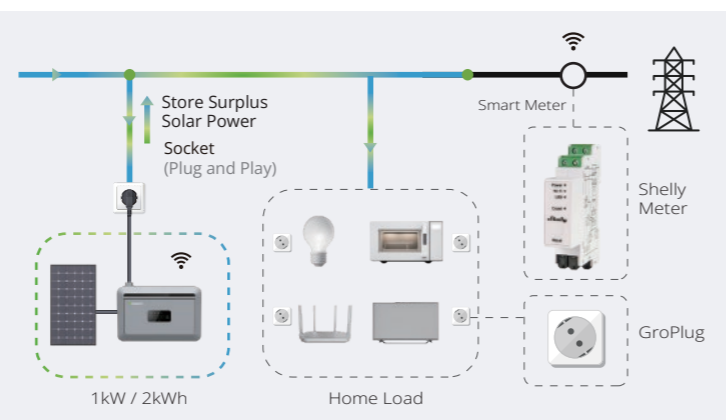 Store Surplus
Solar Power
Socket
(Plug and Play)
Smart Meter
Shelly
Meter
GroPlug
1kW / 2kWh
Home Load